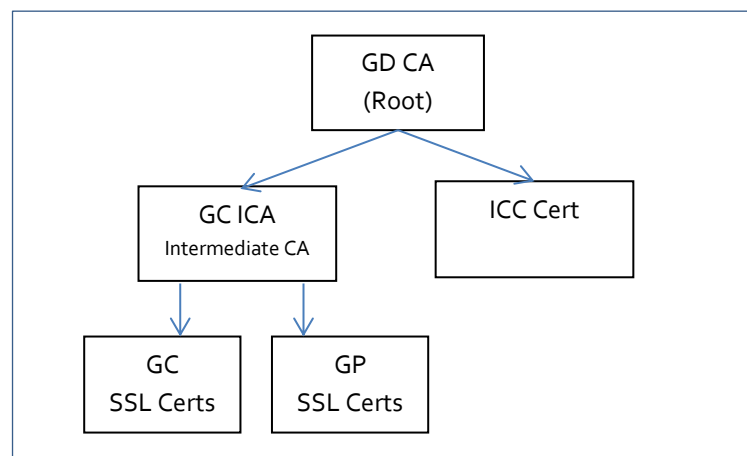 GD CA
(Root)
GC ICA
Intermediate CA
ICC Cert
GC
SSL Certs
GP
SSL Certs